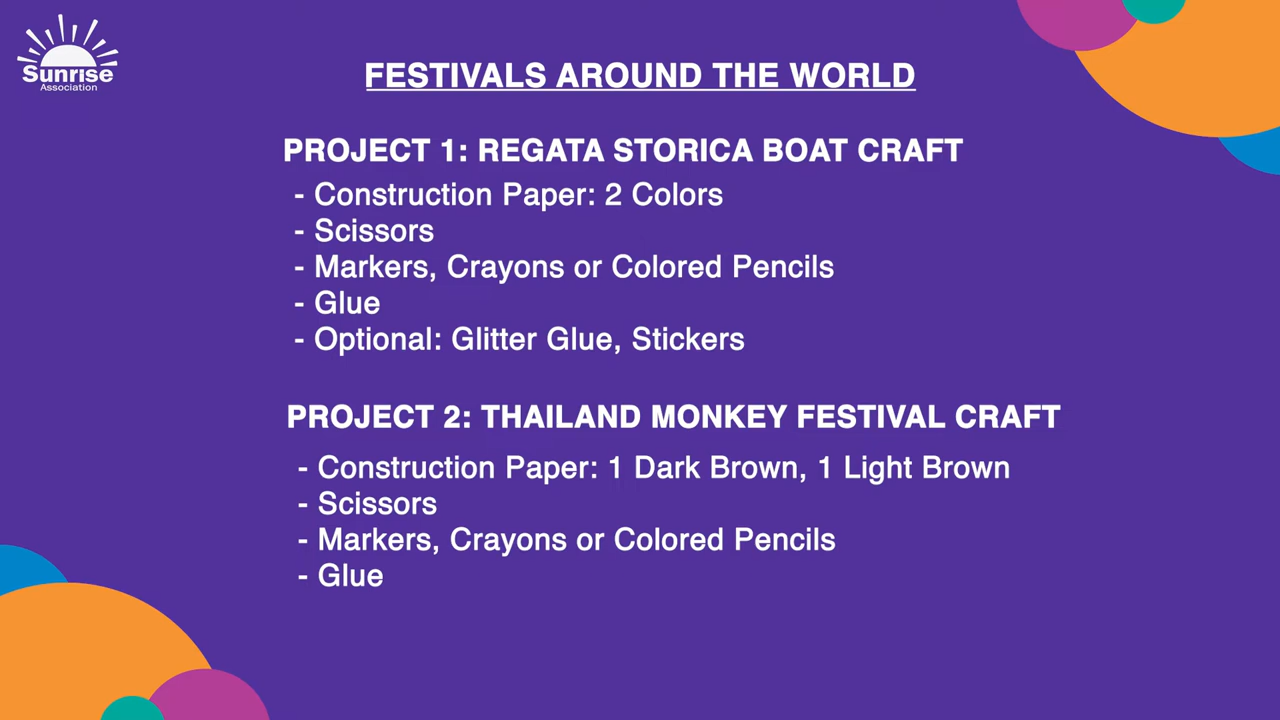 Sunrise
Association
FESTIVALS AROUND THE WORLD
PROJECT 1: REGATA STORICA BOAT CRAFT
- Construction Paper: 2 Colors
- Scissors
- Markers, Crayons or Colored Pencils
- Glue
- Optional: Glitter Glue, Stickers
PROJECT 2: THAILAND MONKEY FESTIVAL CRAFT
- Construction Paper: 1 Dark Brown, 1 Light Brown
- Scissors
- Markers, Crayons or Colored Pencils
- Glue